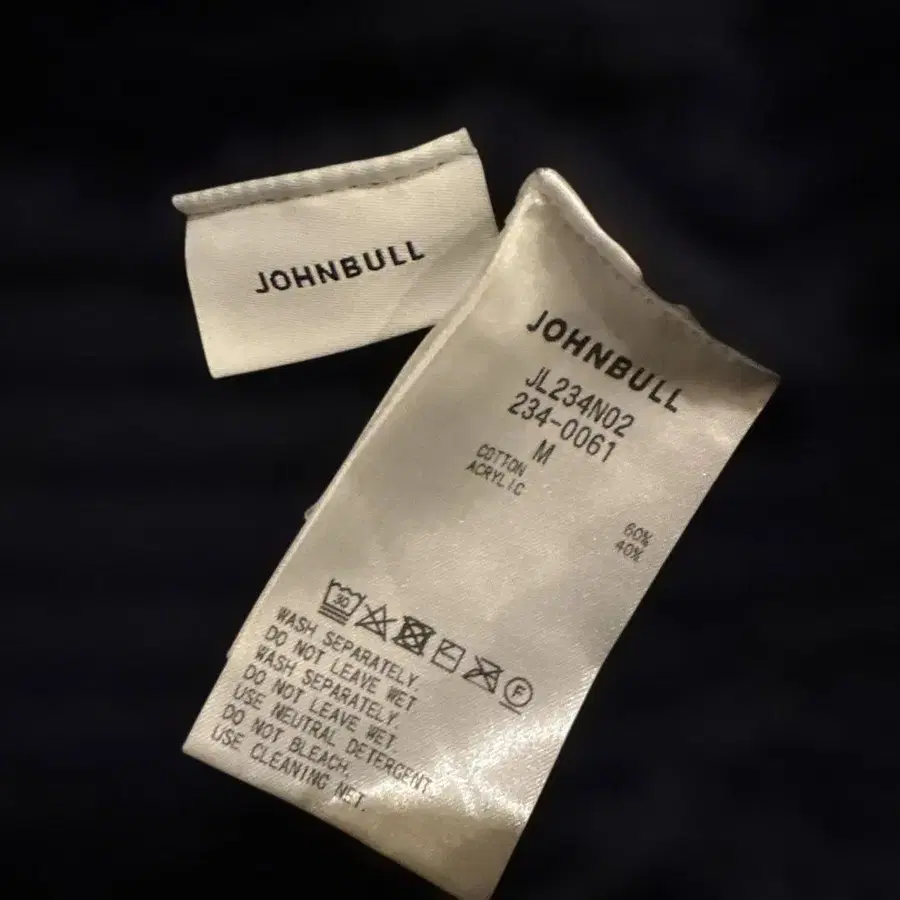 JOHNBULL
JOHNBULL
JL234N02
234-0061
M
COTTON 60%
ACRYLIC 40%
30
F
WASH SEPARATELY.
DO NOT LEAVE WET
WASH SEPARATELY.
DO NOT LEAVE WET.
USE NEUTRAL DETERGENT.
DO NOT BLEACH.
USE CLEANING NET.